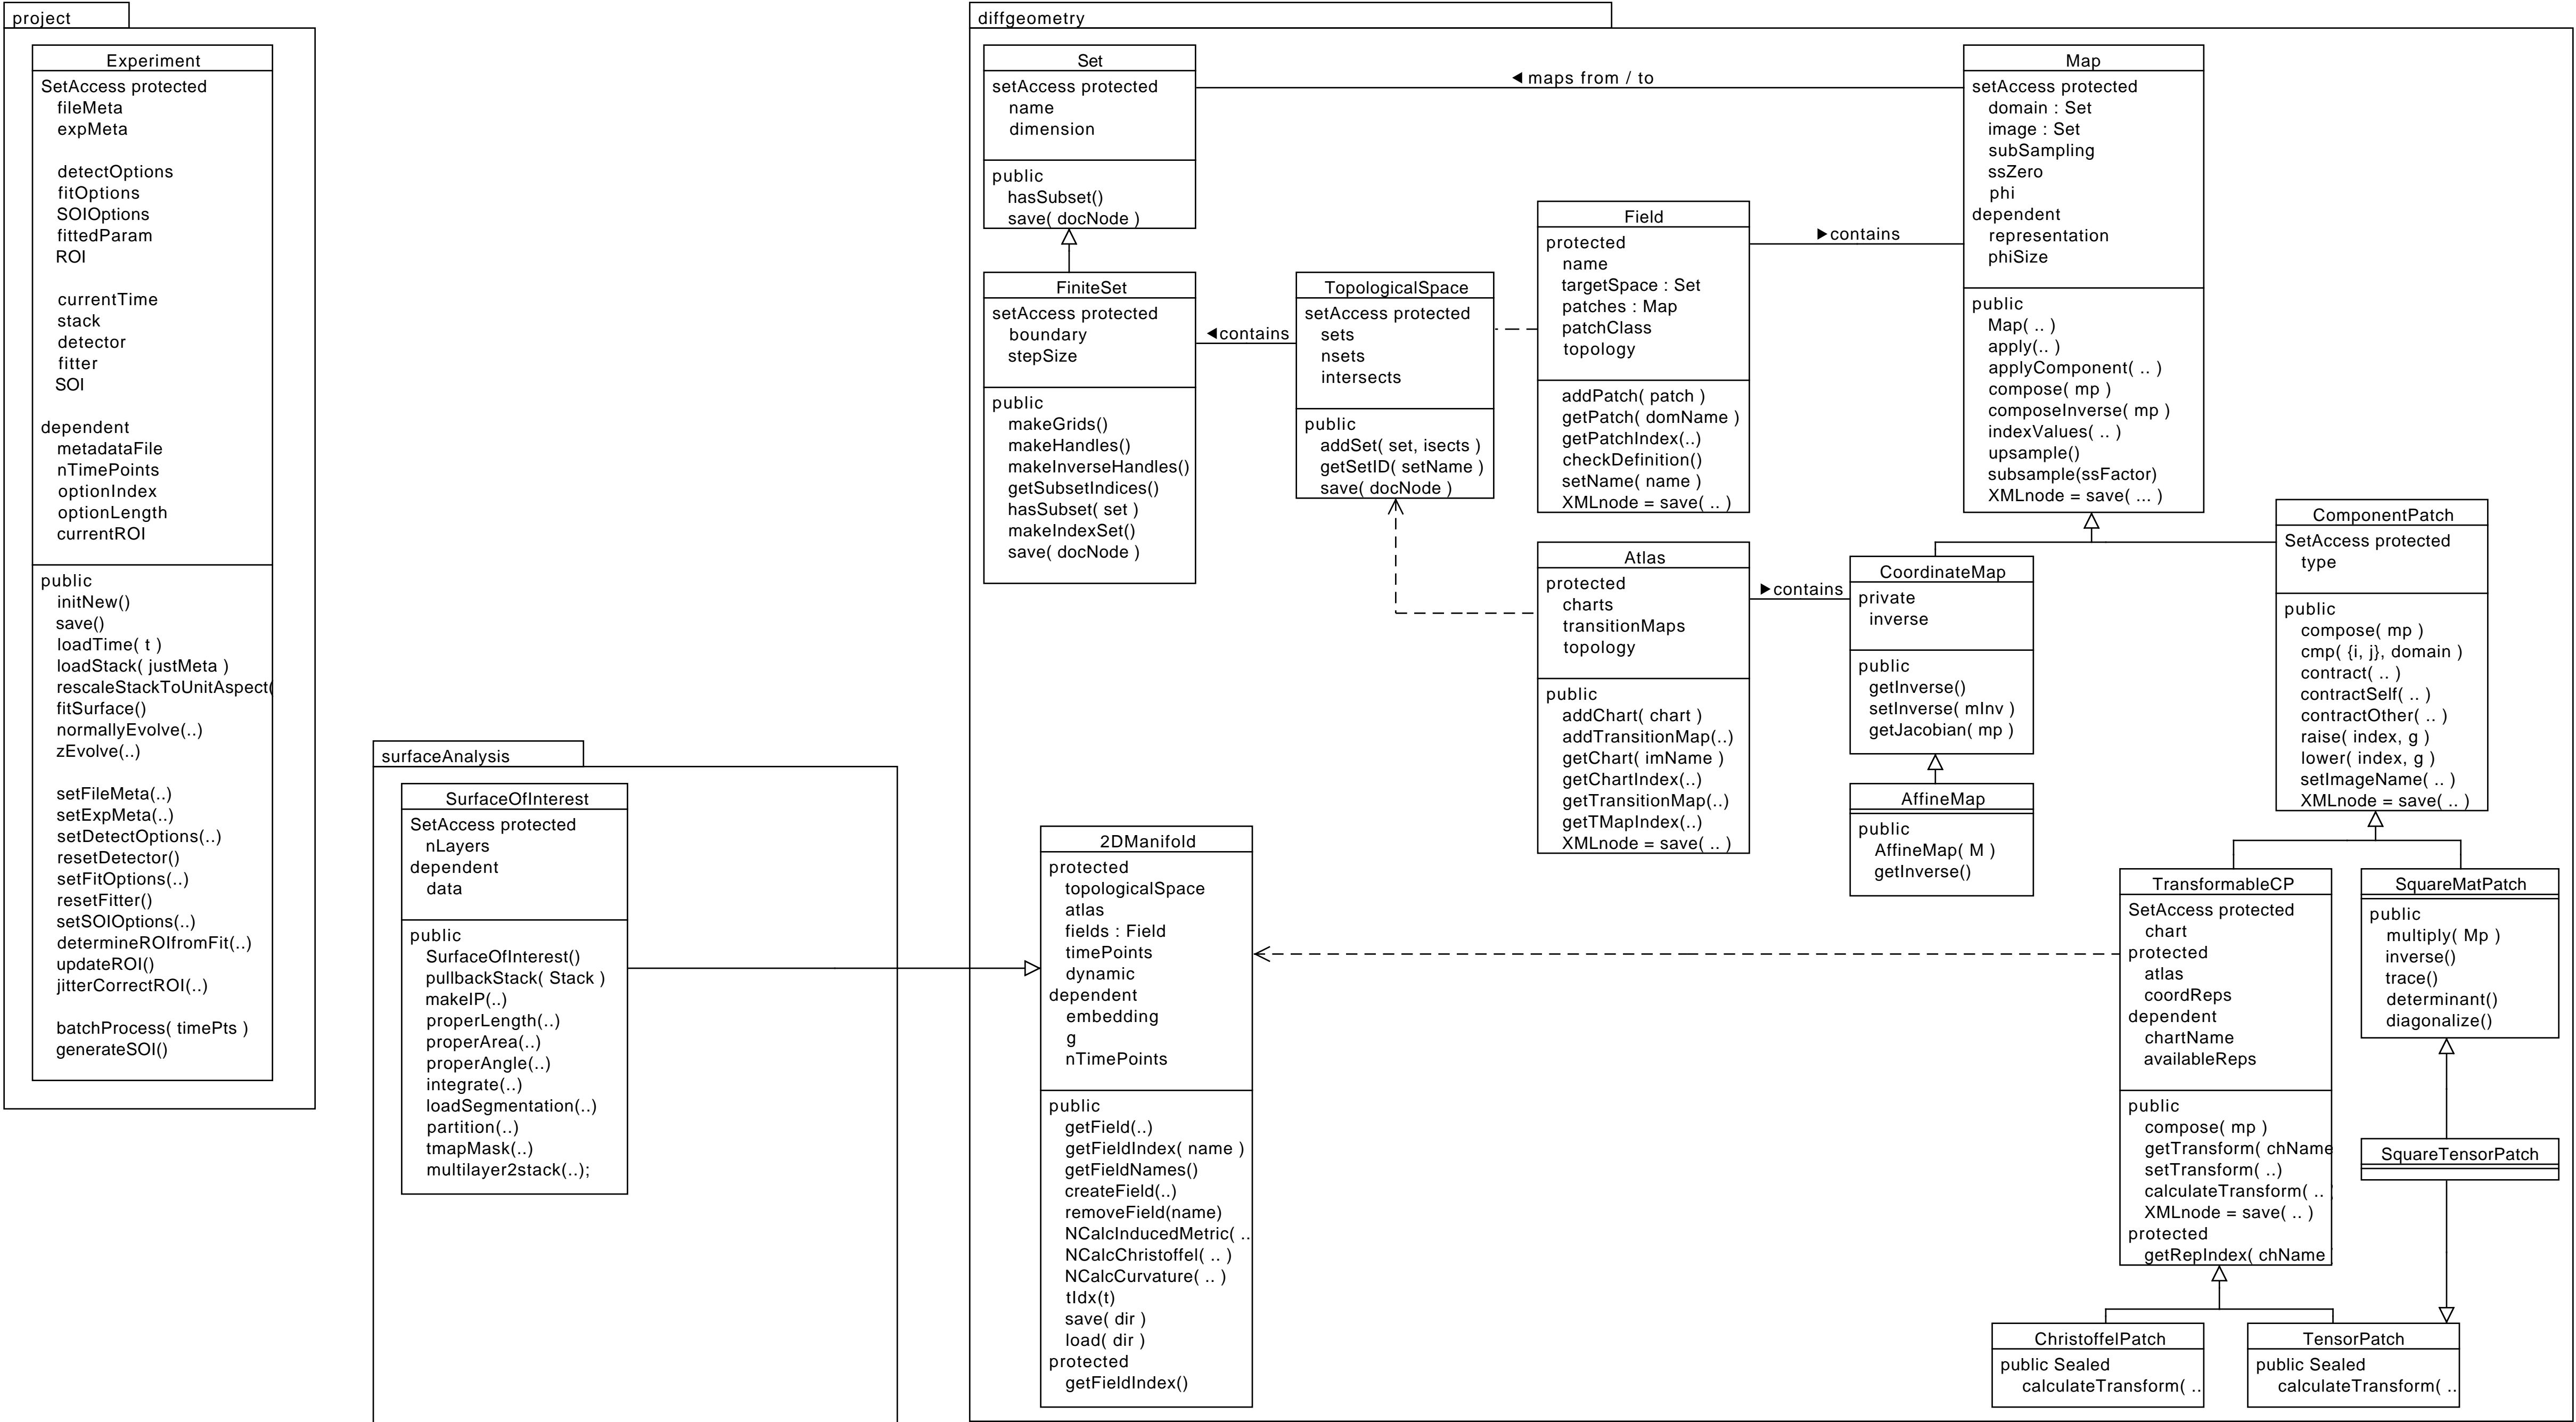 project
Experiment
SetAccess protected
fileMeta
expMeta
detectOptions
fitOptions
SOIOptions
fittedParam
ROI
currentTime
stack
detector
fitter
SOI
dependent
metadataFile
nTimePoints
optionIndex
optionLength
currentROI
public
initNew()
save()
loadTime( t )
loadStack( justMeta )
rescaleStackToUnitAspect(
fitSurface()
normallyEvolve(..)
zEvolve(..)
setFileMeta(..)
setExpMeta(..)
setDetectOptions(..)
resetDetector()
setFitOptions(..)
resetFitter()
setSOIOptions(..)
determineROIfromFit(..)
updateROI()
jitterCorrectROI(..)
batchProcess( timePts )
generateSOI()
surfaceAnalysis
SurfaceOfInterest
SetAccess protected
nLayers
dependent
data
public
SurfaceOfInterest()
pullbackStack( Stack )
makeIP(..)
properLength(..)
properArea(..)
properAngle(..)
integrate(..)
loadSegmentation(..)
partition(..)
tmapMask(..)
multilayer2stack(..);
diffgeometry
Set
setAccess protected
name
dimension
public
hasSubset()
save( docNode )
◀ maps from / to
FiniteSet
setAccess protected
boundary
stepSize
public
makeGrids()
makeHandles()
makeInverseHandles()
getSubsetIndices()
hasSubset( set )
makeIndexSet()
save( docNode )
◀contains
TopologicalSpace
setAccess protected
sets
nsets
intersects
public
addSet( set, isects )
getSetID( setName )
save( docNode )
Field
protected
name
targetSpace : Set
patches : Map
patchClass
topology
addPatch( patch )
getPatch( domName )
getPatchIndex(..)
checkDefinition()
setName( name )
XMLnode = save( .. )
▶contains
Map
setAccess protected
domain : Set
image : Set
subSampling
ssZero
phi
dependent
representation
phiSize
public
Map( .. )
apply(.. )
applyComponent( .. )
compose( mp )
composeInverse( mp )
indexValues( .. )
upsample()
subsample(ssFactor)
XMLnode = save( ... )
Atlas
protected
charts
transitionMaps
topology
public
addChart( chart )
addTransitionMap(..)
getChart( imName )
getChartIndex(..)
getTransitionMap(..)
getTMapIndex(..)
XMLnode = save( .. )
▶contains
CoordinateMap
private
inverse
public
getInverse()
setInverse( mInv )
getJacobian( mp )
AffineMap
public
AffineMap( M )
getInverse()
ComponentPatch
SetAccess protected
type
public
compose( mp )
cmp( {i, j}, domain )
contract( .. )
contractSelf( .. )
contractOther( .. )
raise( index, g )
lower( index, g )
setImageName( .. )
XMLnode = save( .. )
2DManifold
protected
topologicalSpace
atlas
fields : Field
timePoints
dynamic
dependent
embedding
g
nTimePoints
public
getField(..)
getFieldIndex( name )
getFieldNames()
createField(..)
removeField(name)
NCalcInducedMetric( ..
NCalcChristoffel( .. )
NCalcCurvature( .. )
tIdx(t)
save( dir )
load( dir )
protected
getFieldIndex()
TransformableCP
SetAccess protected
chart
protected
atlas
coordReps
dependent
chartName
availableReps
public
compose( mp )
getTransform( chName
setTransform( ..)
calculateTransform( ..
XMLnode = save( .. )
protected
getRepIndex( chName
SquareMatPatch
public
multiply( Mp )
inverse()
trace()
determinant()
diagonalize()
SquareTensorPatch
ChristoffelPatch
public Sealed
calculateTransform( ..
TensorPatch
public Sealed
calculateTransform( ..